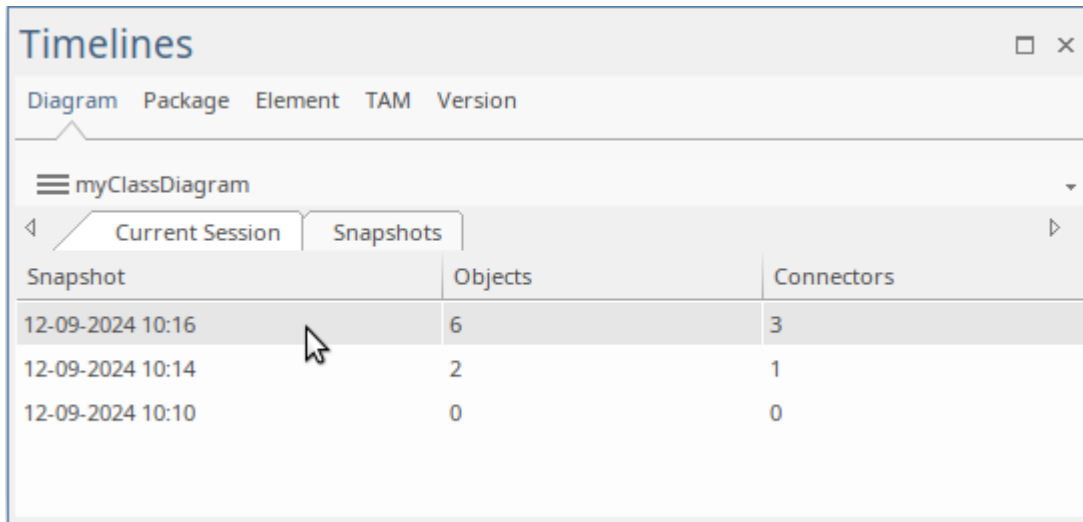 Timelines
Diagram Package Element TAM Version
myClassDiagram
Current Session Snapshots
Snapshot Objects Connectors
12-09-2024 10:16 6 3
12-09-2024 10:14 2 1
12-09-2024 10:10 0 0